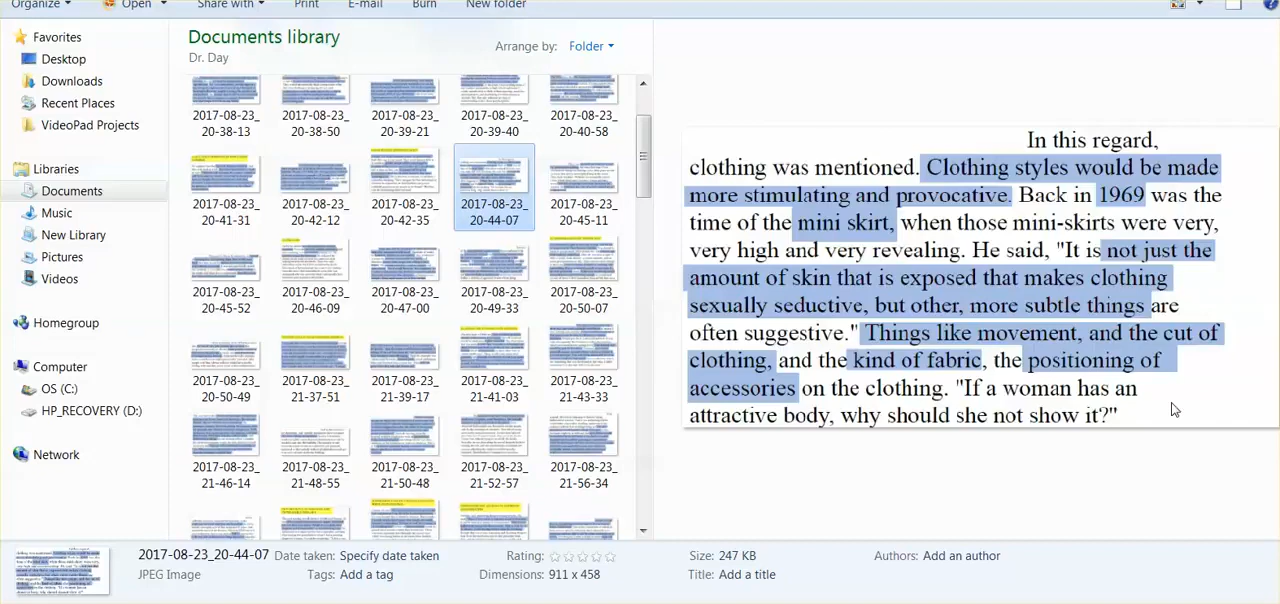 Organize
Open
Share with
Print
E-mail
Burn
New folder
Favorites
Desktop
Downloads
Recent Places
VideoPad Projects
Libraries
Documents
Music
New Library
Pictures
Videos
Homegroup
Computer
OS (C:)
HP_RECOVERY (D:)
Network
Documents library
Dr. Day
Arrange by: Folder
2017-08-23_ 2017-08-23_ 2017-08-23_ 2017-08-23_ 2017-08-23_
20-38-13 20-38-50 20-39-21 20-39-40 20-40-58
2017-08-23_ 2017-08-23_ 2017-08-23_ 2017-08-23_ 2017-08-23_
20-41-31 20-42-12 20-42-35 20-44-07 20-45-11
2017-08-23_ 2017-08-23_ 2017-08-23_ 2017-08-23_ 2017-08-23_
20-45-52 20-46-09 20-47-00 20-49-33 20-50-07
2017-08-23_ 2017-08-23_ 2017-08-23_ 2017-08-23_ 2017-08-23_
20-50-49 21-37-51 21-39-17 21-41-03 21-43-33
2017-08-23_ 2017-08-23_ 2017-08-23_ 2017-08-23_ 2017-08-23_
21-46-14 21-48-55 21-50-48 21-52-57 21-56-34
In this regard,
clothing was mentioned. Clothing styles would be made
more stimulating and provocative. Back in 1969 was the
time of the mini skirt, when those mini-skirts were very,
very high and very revealing. He said, "It is not just the
amount of skin that is exposed that makes clothing
sexually seductive, but other, more subtle things are
often suggestive." Things like movement, and the cut of
clothing, and the kind of fabric, the positioning of
accessories on the clothing. "If a woman has an
attractive body, why should she not show it?"
2017-08-23_20-44-07 Date taken: Specify date taken
JPEG Image
Tags: Add a tag
Rating:
Dimensions: 911 x 458
Size: 247 KB
Title: Add a title
Authors: Add an author